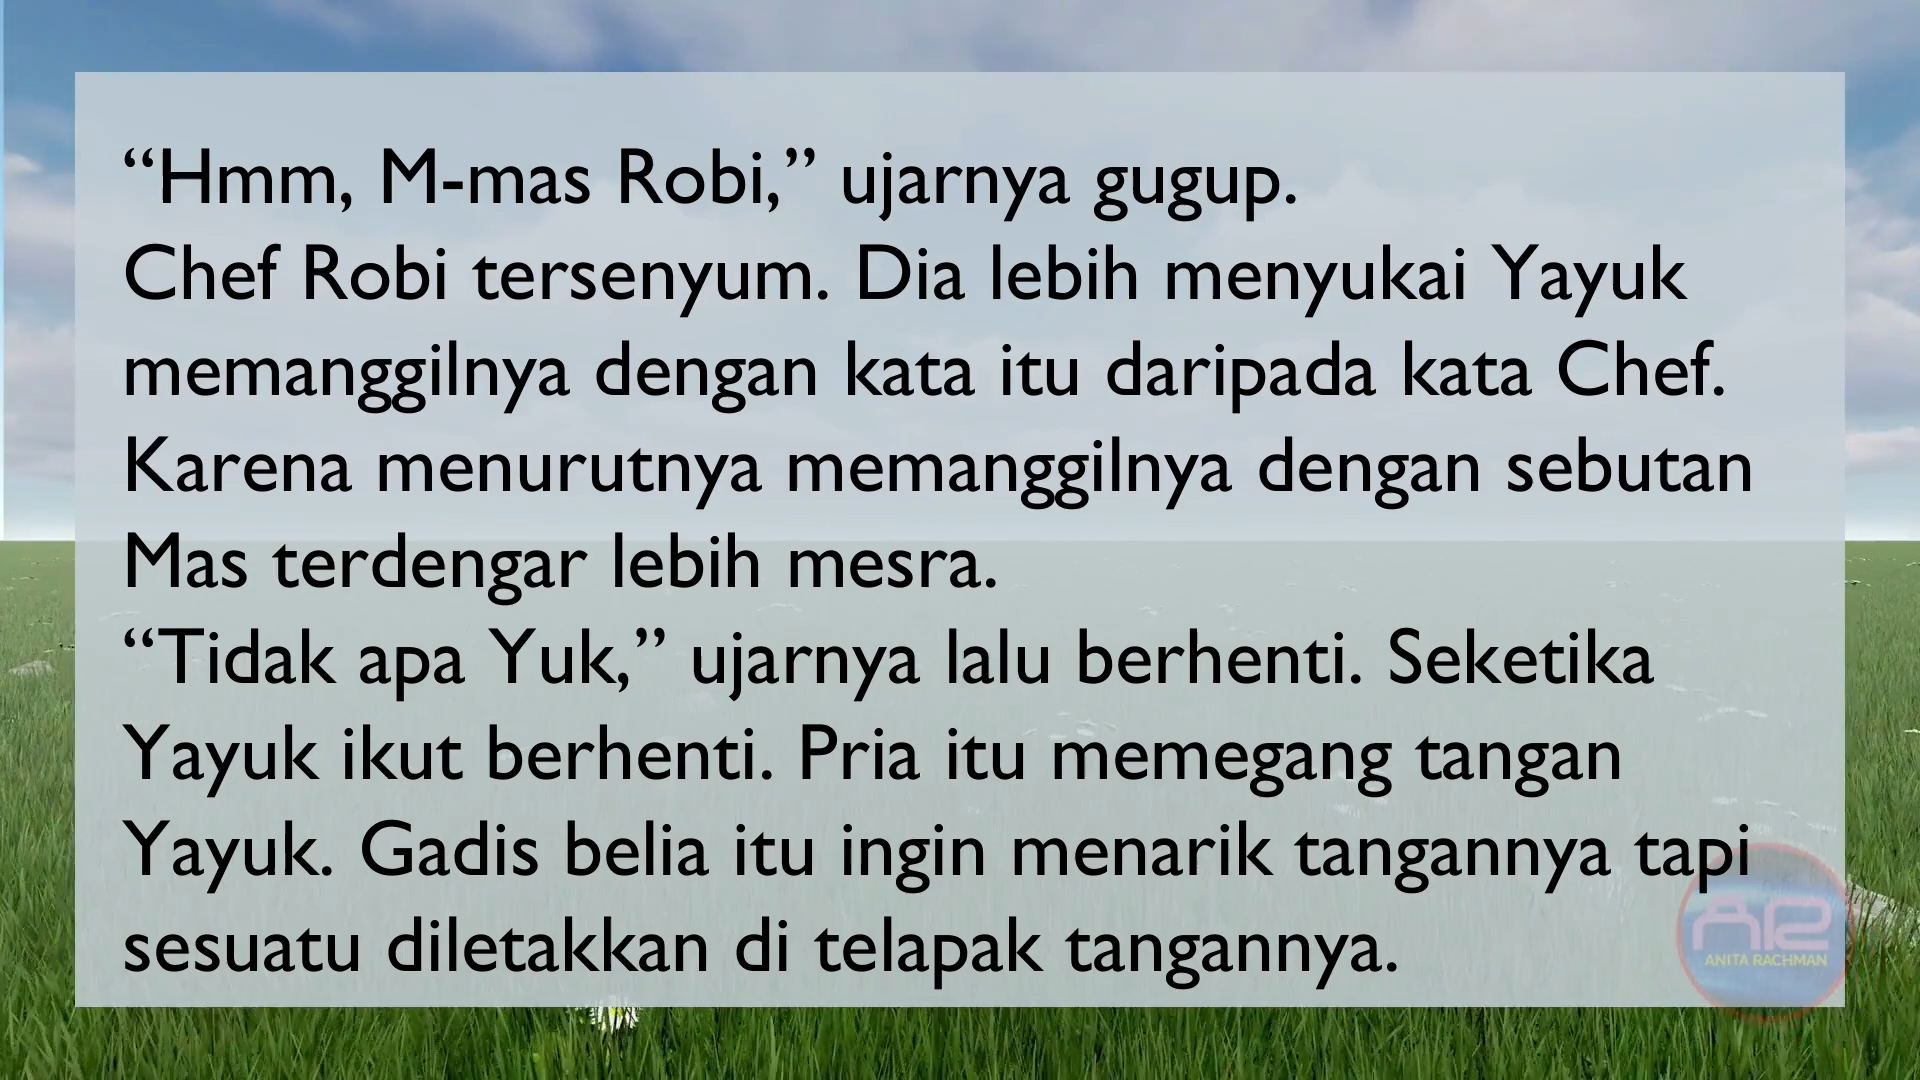 “Hmm, M-mas Robi,” ujarnya gugup.
Chef Robi tersenyum. Dia lebih menyukai Yayuk
memanggilnya dengan kata itu daripada kata Chef.
Karena menurutnya memanggilnya dengan sebutan
Mas terdengar lebih mesra.
“Tidak apa Yuk,” ujarnya lalu berhenti. Seketika
Yayuk ikut berhenti. Pria itu memegang tangan
Yayuk. Gadis belia itu ingin menarik tangannya tapi
sesuatu diletakkan di telapak tangannya.
AR
ANITA RACHMAN